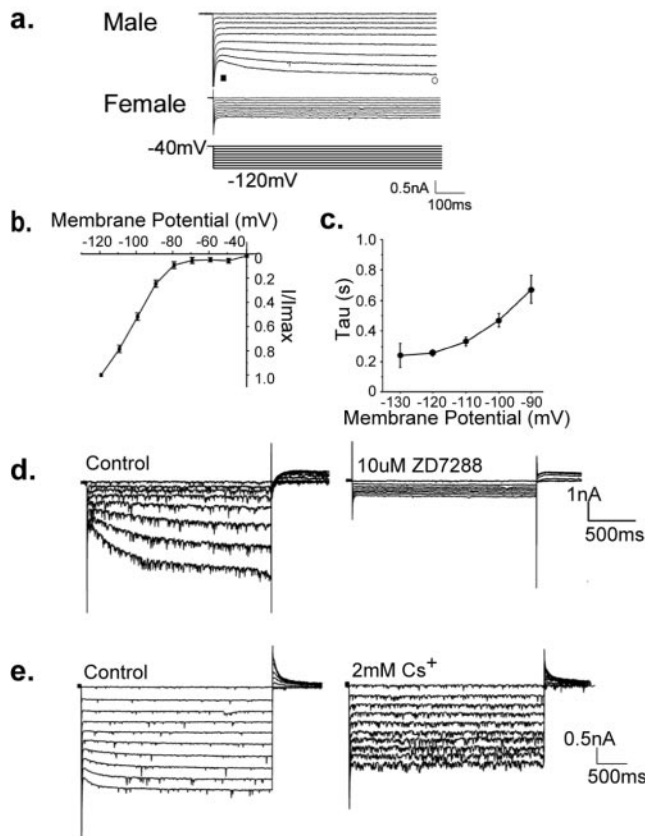 a.
Male
Female
-40mV
-120mV
0.5nA
100ms
b.
Membrane Potential (mV)
-120 -100 -80 -60 -40
0
0.2
0.4
0.6
0.8
1.0
I/Imax
c.
1.0
0.8
0.6
0.4
0.2
0
Tau (s)
-130 -120 -110 -100 -90
Membrane Potential (mV)
d.
Control
10uM ZD7288
1nA
500ms
e.
Control
2mM Cs⁺
0.5nA
500ms